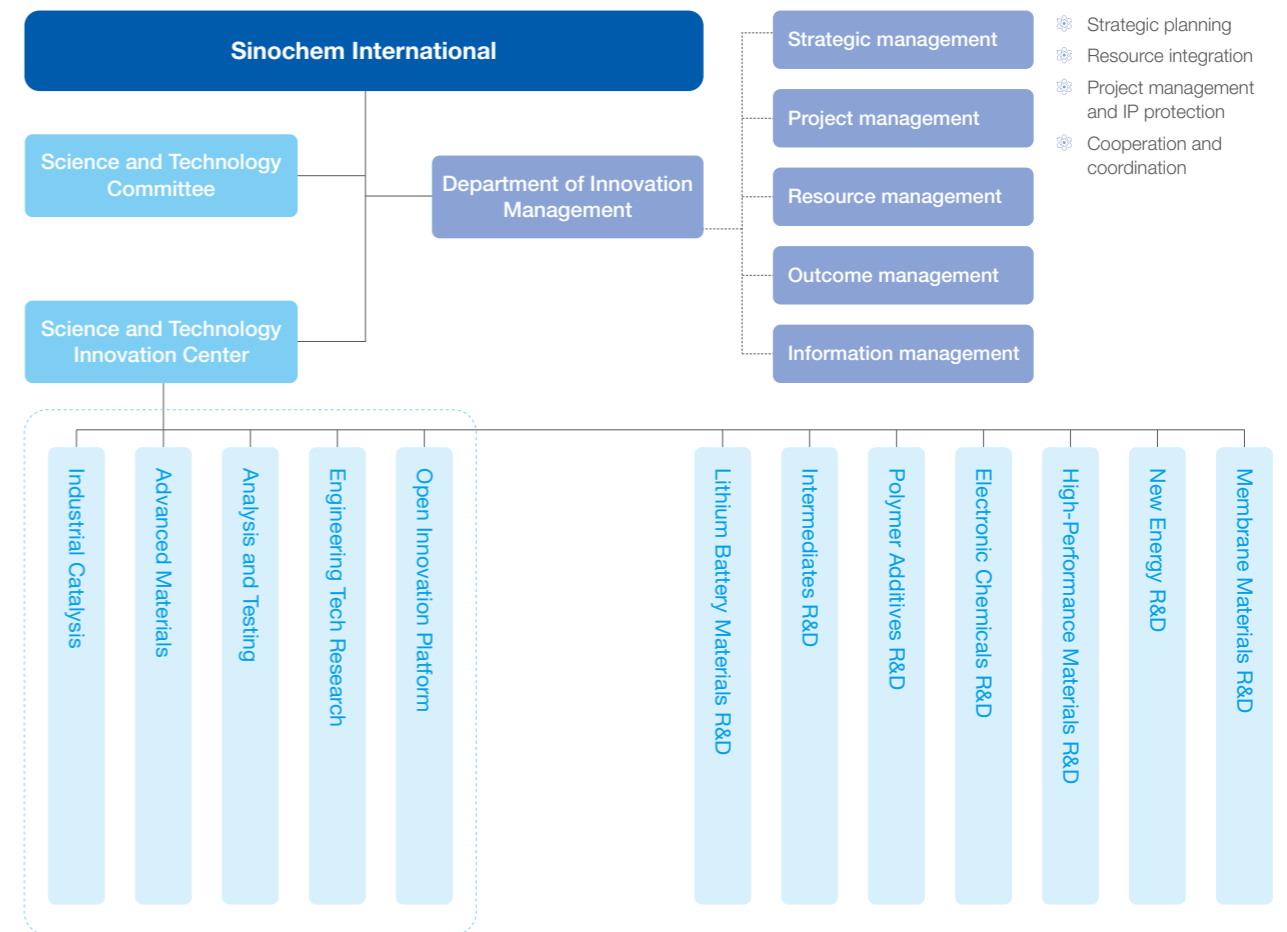 Sinochem International
Science and Technology
Committee
Department of Innovation
Management
Science and Technology
Innovation Center
Strategic management
Project management
Resource management
Outcome management
Information management
Strategic planning
Resource integration
Project management
and IP protection
Cooperation and
coordination
Industrial Catalysis
Advanced Materials
Analysis and Testing
Engineering Tech Research
Open Innovation Platform
Lithium Battery Materials R&D
Intermediates R&D
Polymer Additives R&D
Electronic Chemicals R&D
High-Performance Materials R&D
New Energy R&D
Membrane Materials R&D